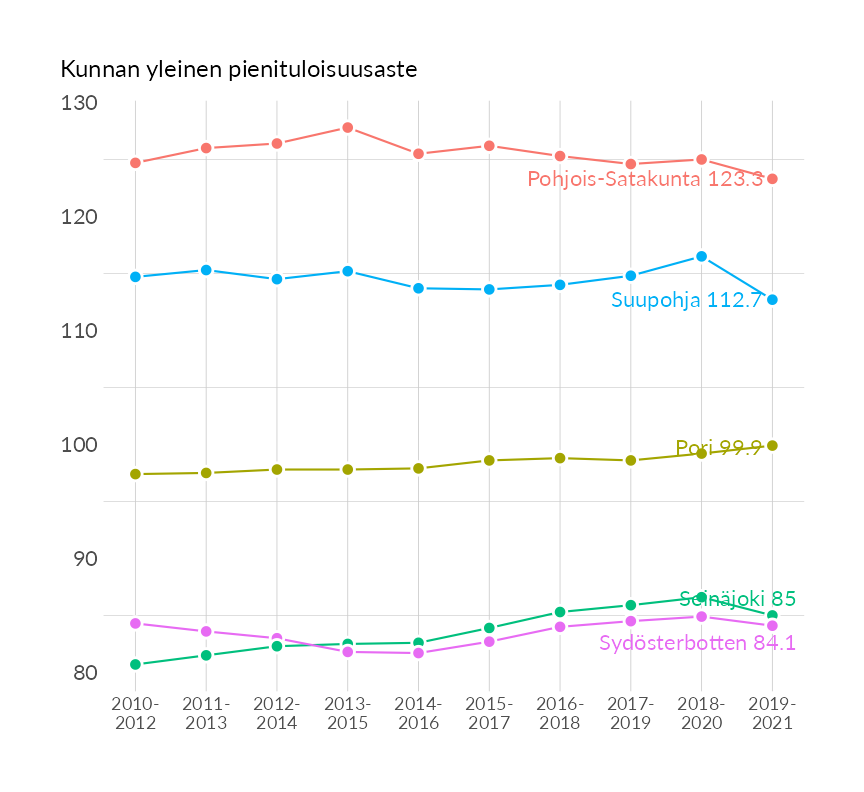 Kunnan yleinen pienituloisuusaste
130
120
110
100
90
80
Pohjois-Satakunta 123.3
Suupohja 112.7
Pori 99.9
Seinäjoki 85
Sydösterbotten 84.1
2010- 2011- 2012- 2013- 2014- 2015- 2016- 2017- 2018- 2019-
2012 2013 2014 2015 2016 2017 2018 2019 2020 2021